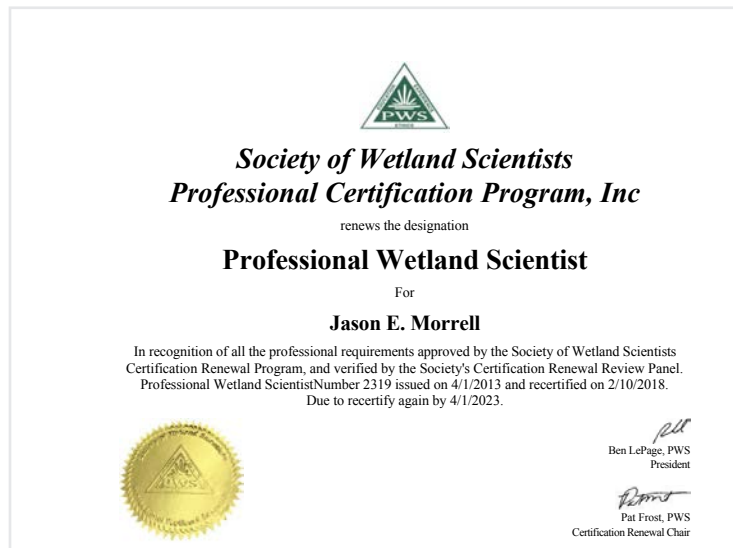 PWS
Society of Wetland Scientists
Professional Certification Program, Inc
renews the designation
Professional Wetland Scientist
For
Jason E. Morrell
In recognition of all the professional requirements approved by the Society of Wetland Scientists
Certification Renewal Program, and verified by the Society's Certification Renewal Review Panel.
Professional Wetland ScientistNumber 2319 issued on 4/1/2013 and recertified on 2/10/2018.
Due to recertify again by 4/1/2023.
Ben LePage, PWS
President
PWS
Pat Frost, PWS
Certification Renewal Chair